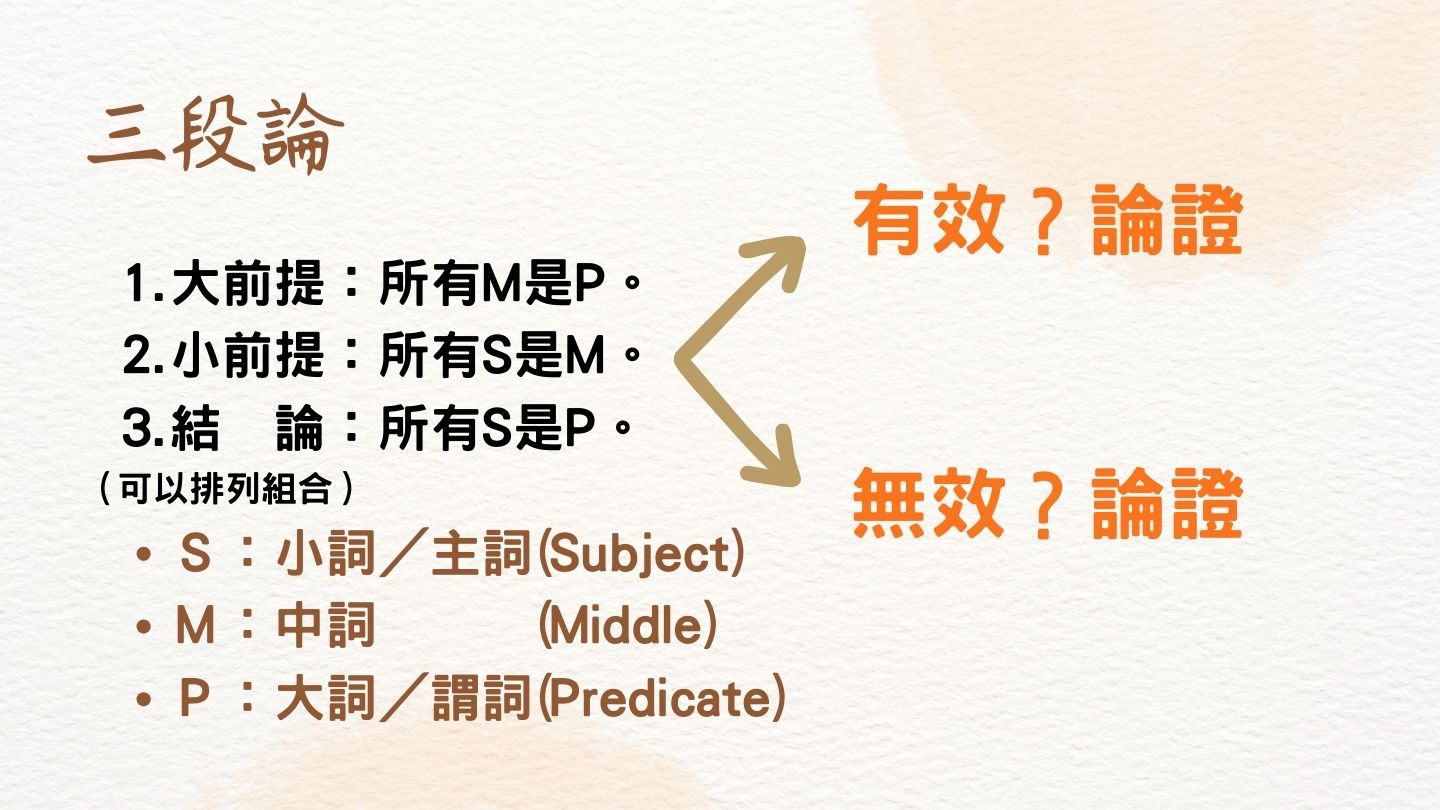 三段論
1.大前提：所有M是P。
2.小前提：所有S是M。
3.結　論：所有S是P。
（可以排列組合）
• S：小詞／主詞(Subject)
• M：中詞　　　(Middle)
• P：大詞／謂詞(Predicate)
有效？論證
無效？論證